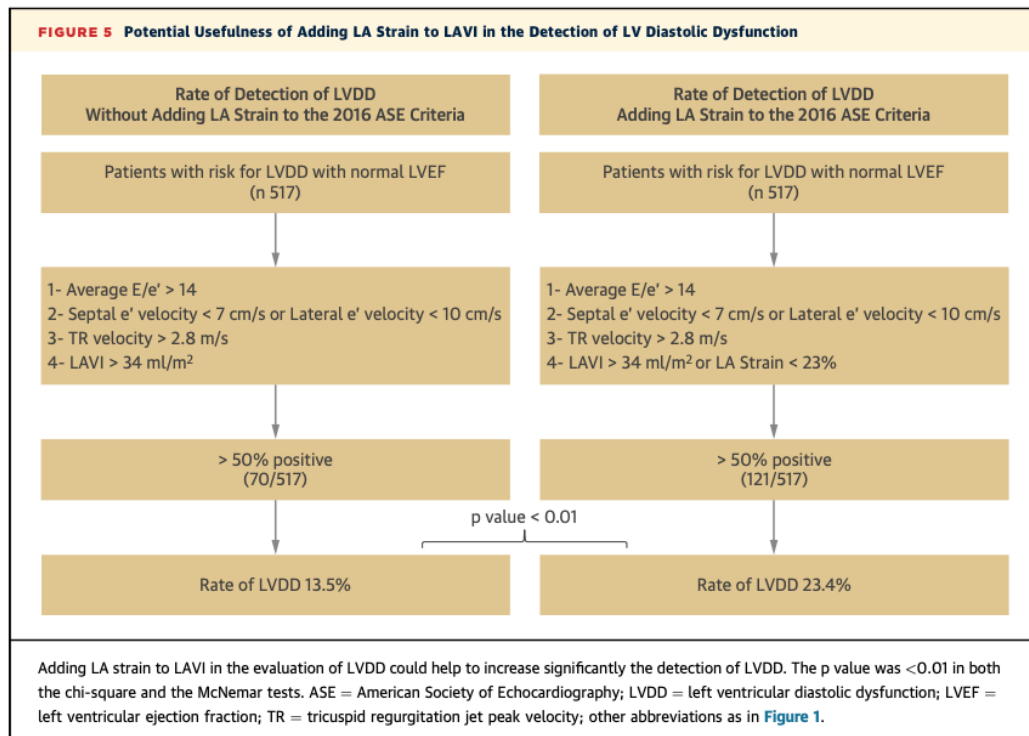 FIGURE 5 Potential Usefulness of Adding LA Strain to LAVI in the Detection of LV Diastolic Dysfunction
Rate of Detection of LVDD
Without Adding LA Strain to the 2016 ASE Criteria
Patients with risk for LVDD with normal LVEF
(n 517)
1- Average E/e' > 14
2- Septal e' velocity < 7 cm/s or Lateral e' velocity < 10 cm/s
3- TR velocity > 2.8 m/s
4- LAVI > 34 ml/m²
> 50% positive
(70/517)
Rate of LVDD 13.5%
Rate of Detection of LVDD
Adding LA Strain to the 2016 ASE Criteria
Patients with risk for LVDD with normal LVEF
(n 517)
1- Average E/e' > 14
2- Septal e' velocity < 7 cm/s or Lateral e' velocity < 10 cm/s
3- TR velocity > 2.8 m/s
4- LAVI > 34 ml/m² or LA Strain < 23%
> 50% positive
(121/517)
Rate of LVDD 23.4%
p value < 0.01
Adding LA strain to LAVI in the evaluation of LVDD could help to increase significantly the detection of LVDD. The p value was <0.01 in both
the chi-square and the McNemar tests. ASE = American Society of Echocardiography; LVDD = left ventricular diastolic dysfunction; LVEF =
left ventricular ejection fraction; TR = tricuspid regurgitation jet peak velocity; other abbreviations as in Figure 1.